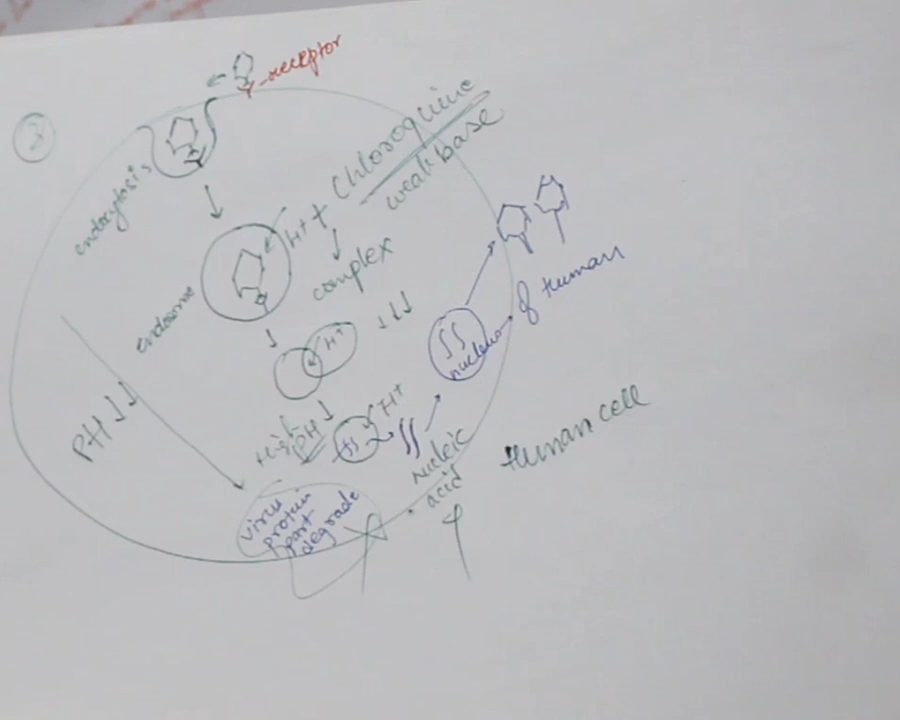 receptor
3
endocytosis
H+ + Chloroquine
weak base
complex
endosome
H+
PH↓↓
High
PH
H+
nucleus of Human
nucleic
acid
Human cell
virus
protein
part
degrade